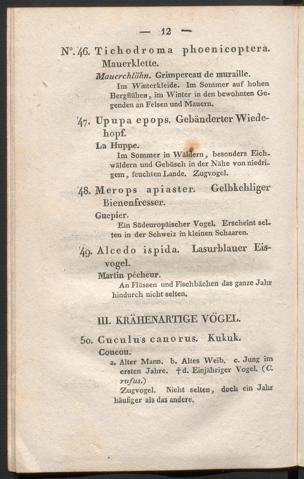 — 12 —
N°. 46. Tichodroma phoenicoptera.
Mauerklette.
Mauerchlöhn. Grimpereau de muraille.
Im Winterkleide. Im Sommer auf hohen
Bergflühen, im Winter in den bewohnten Ge-
genden an Felsen und Mauern.
'47. Upupa epops. Gebänderter Wiede-
hopf.
La Huppe.
Im Sommer in Wäldern, besonders Eich-
wäldern und Gebüsch in der Nähe von niedri-
gem, feuchten Lande. Zugvogel.
'48. Merops apiaster. Gelbkehliger
Bienenfresser.
Guepier.
Ein Südeuropäischer Vogel. Erscheint sel-
ten in der Schweiz in kleinen Schaaren.
'49. Alcedo ispida. Lasurblauer Eis-
vogel.
Martin pécheur.
An Flüssen und Fischbächen das ganze Jahr
hindurch nicht selten.
III. KRÄHENARTIGE VÖGEL.
50. Cuculus canorus. Kukuk.
Coucou.
a. Alter Mann. b. Altes Weib. c. Jung im
ersten Jahre. †d. Einjähriger Vogel. (C.
rufus.)
Zugvogel. Nicht selten, doch ein Jahr
häufiger als das andere.